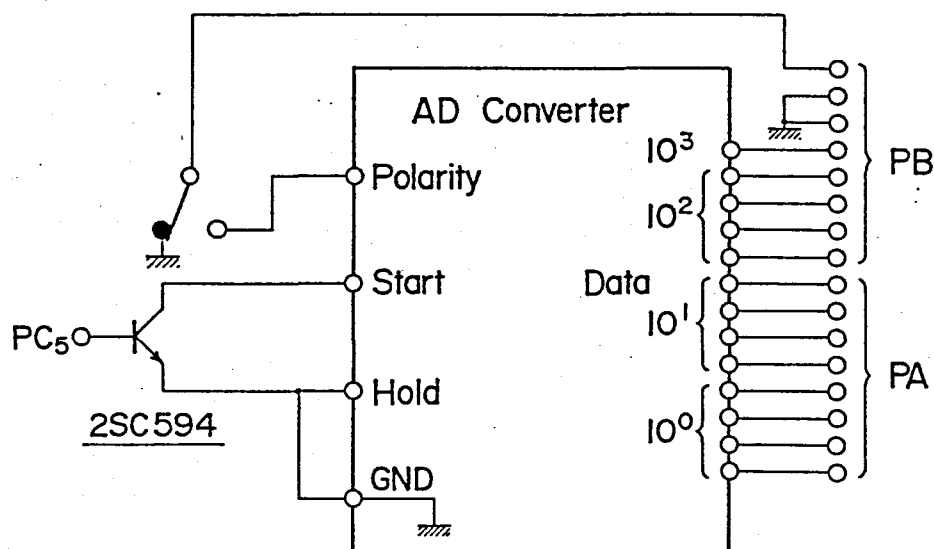 AD Converter
10³
PB
Polarity
10²
Start
Data
10¹
PC₅
Hold
PA
2SC594
10⁰
GND